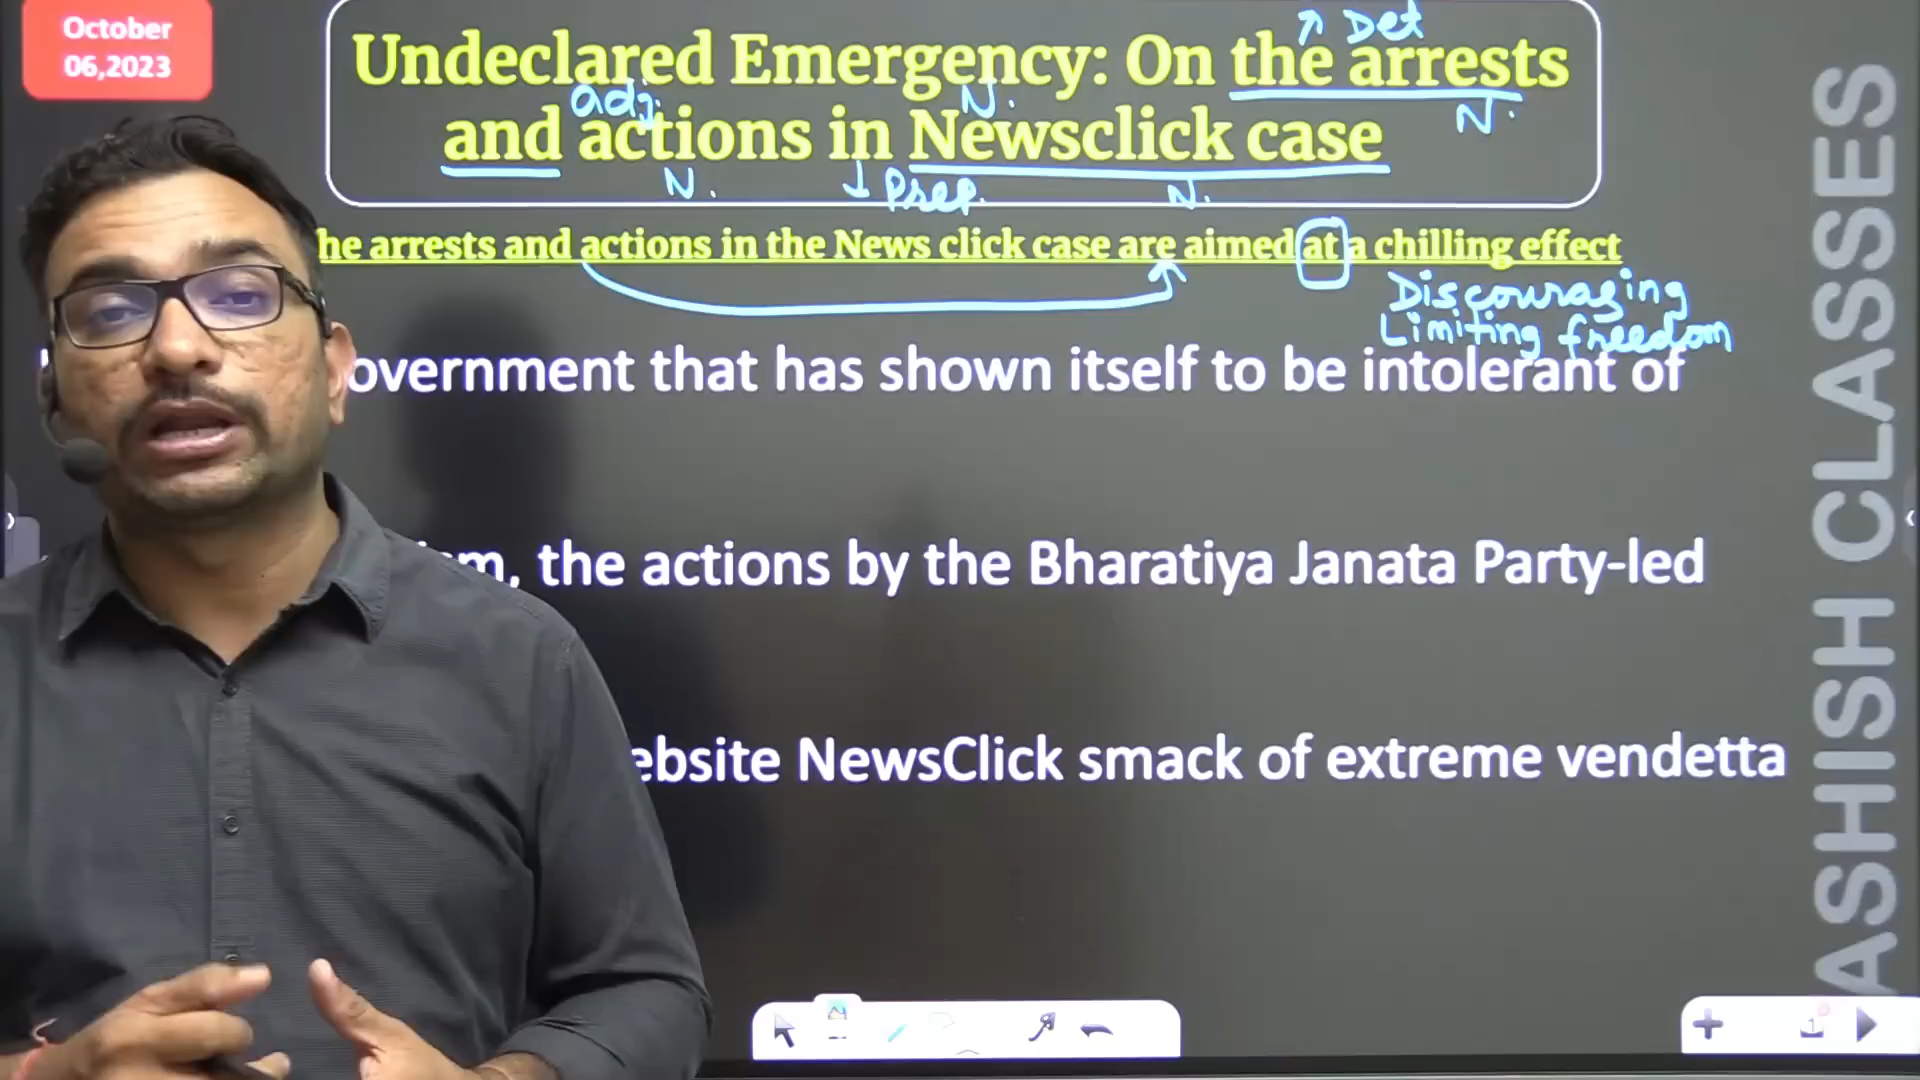 October
06,2023
Undeclared Emergency: On the arrests
and actions in Newsclick case
Det
adj.
N.
N.
N.
Prep.
N.
he arrests and actions in the News click case are aimed at a chilling effect
Discouraging
Limiting freedom
overnment that has shown itself to be intolerant of
sm, the actions by the Bharatiya Janata Party-led
ebsite NewsClick smack of extreme vendetta
ASHISH CLASSES
1